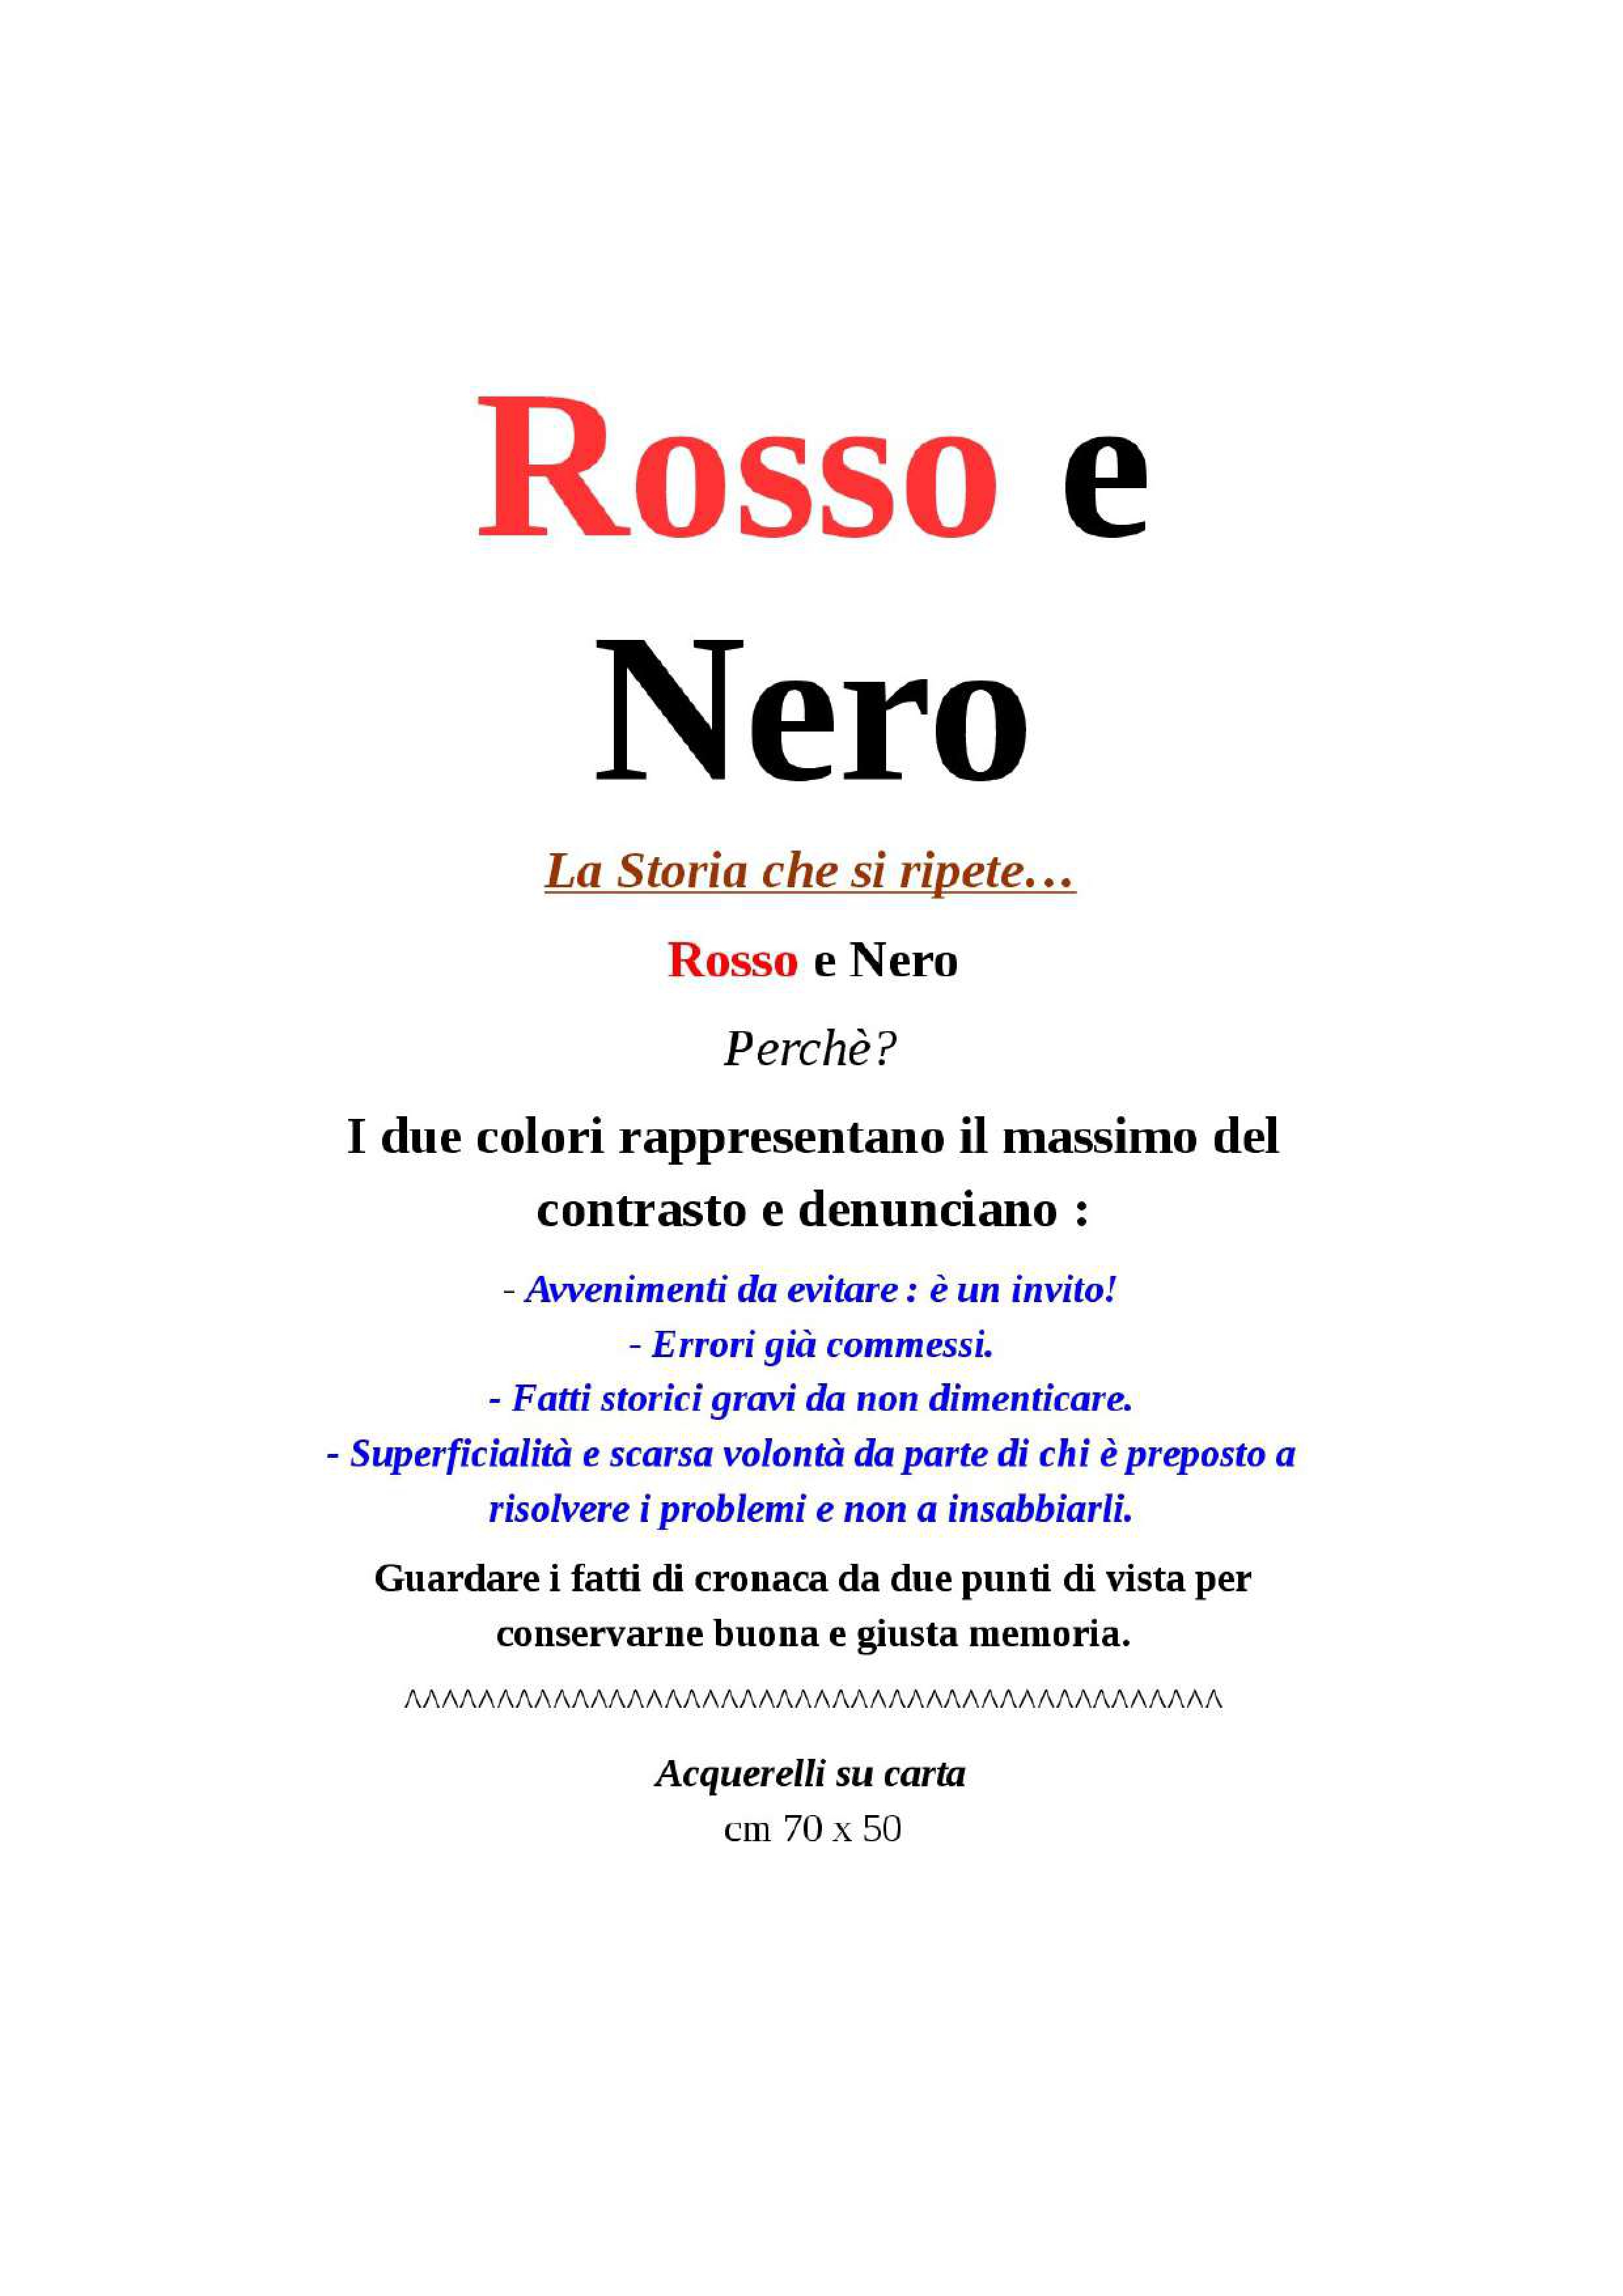 Rosso e
Nero
La Storia che si ripete…
Rosso e Nero
Perchè?
I due colori rappresentano il massimo del
contrasto e denunciano :
- Avvenimenti da evitare : è un invito!
- Errori già commessi.
- Fatti storici gravi da non dimenticare.
- Superficialità e scarsa volontà da parte di chi è preposto a
risolvere i problemi e non a insabbiarli.
Guardare i fatti di cronaca da due punti di vista per
conservarne buona e giusta memoria.
^^^^^^^^^^^^^^^^^^^^^^^^^^^^^^^^^^^^^^^^^^^^
Acquerelli su carta
cm 70 x 50